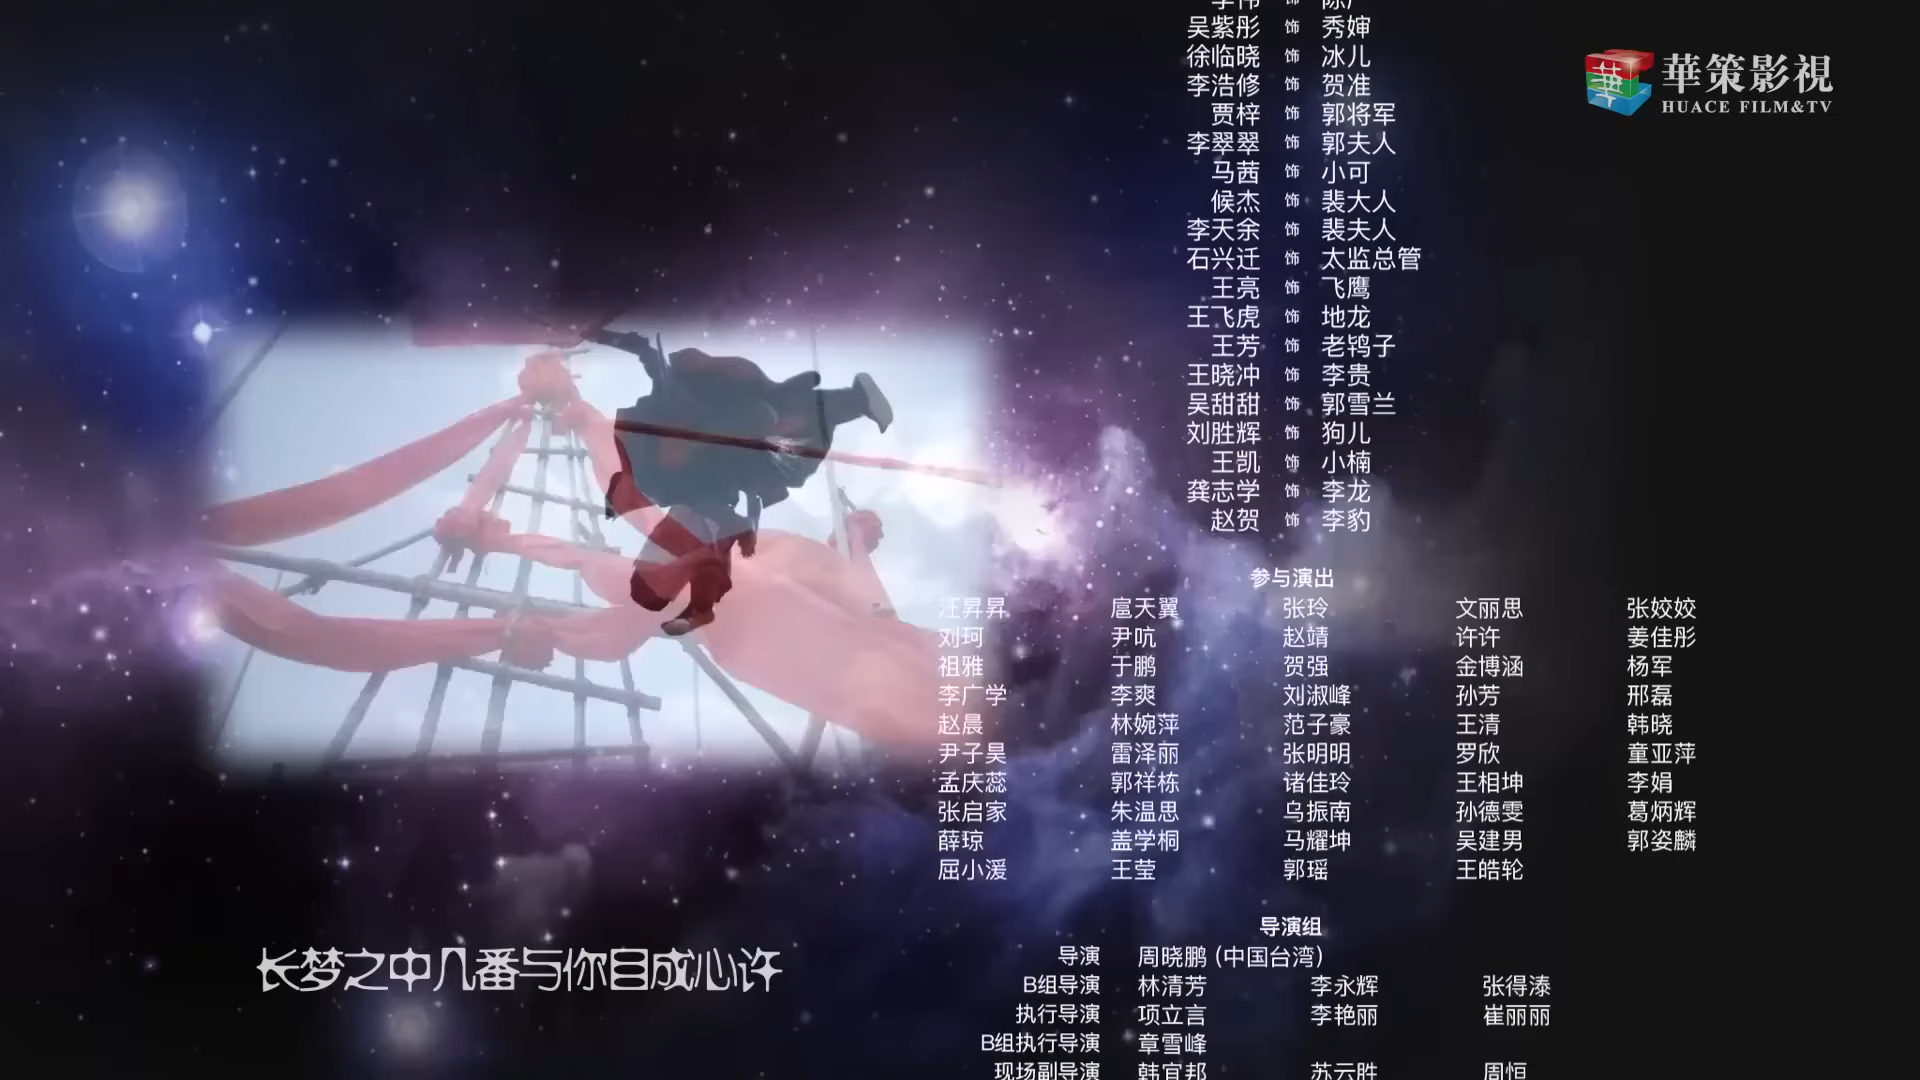 吴紫彤 饰 秀婶
徐临晓 饰 冰儿
李浩修 饰 贺准
贾梓 饰 郭将军
李翠翠 饰 郭夫人
马茜 饰 小可
候杰 饰 裴大人
李天余 饰 裴夫人
石兴迁 饰 太监总管
王亮 饰 飞鹰
王飞虎 饰 地龙
王芳 饰 老鸨子
王晓冲 饰 李贵
吴甜甜 饰 郭雪兰
刘胜辉 饰 狗儿
王凯 饰 小楠
龚志学 饰 李龙
赵贺 饰 李豹
華策影視
HUACE FILM&TV
参与演出
汪昇昇 扈天翼 张玲 文丽思 张姣姣
刘珂 尹吭 赵靖 许许 姜佳彤
祖雅 于鹏 贺强 金博涵 杨军
李广学 李爽 刘淑峰 孙芳 邢磊
赵晨 林婉萍 范子豪 王清 韩晓
尹子昊 雷泽丽 张明明 罗欣 童亚萍
孟庆蕊 郭祥栋 诸佳玲 王相坤 李娟
张启家 朱温思 乌振南 孙德雯 葛炳辉
薛琼 盖学桐 马耀坤 吴建男 郭姿麟
屈小湲 王莹 郭瑶 王皓轮
导演组
导演 周晓鹏 (中国台湾)
B组导演 林清芳 李永辉 张得溙
执行导演 项立言 李艳丽 崔丽丽
B组执行导演 章雪峰
现场副导演 韩宜邦 苏云胜 周恒
长梦之中几番与你目成心许